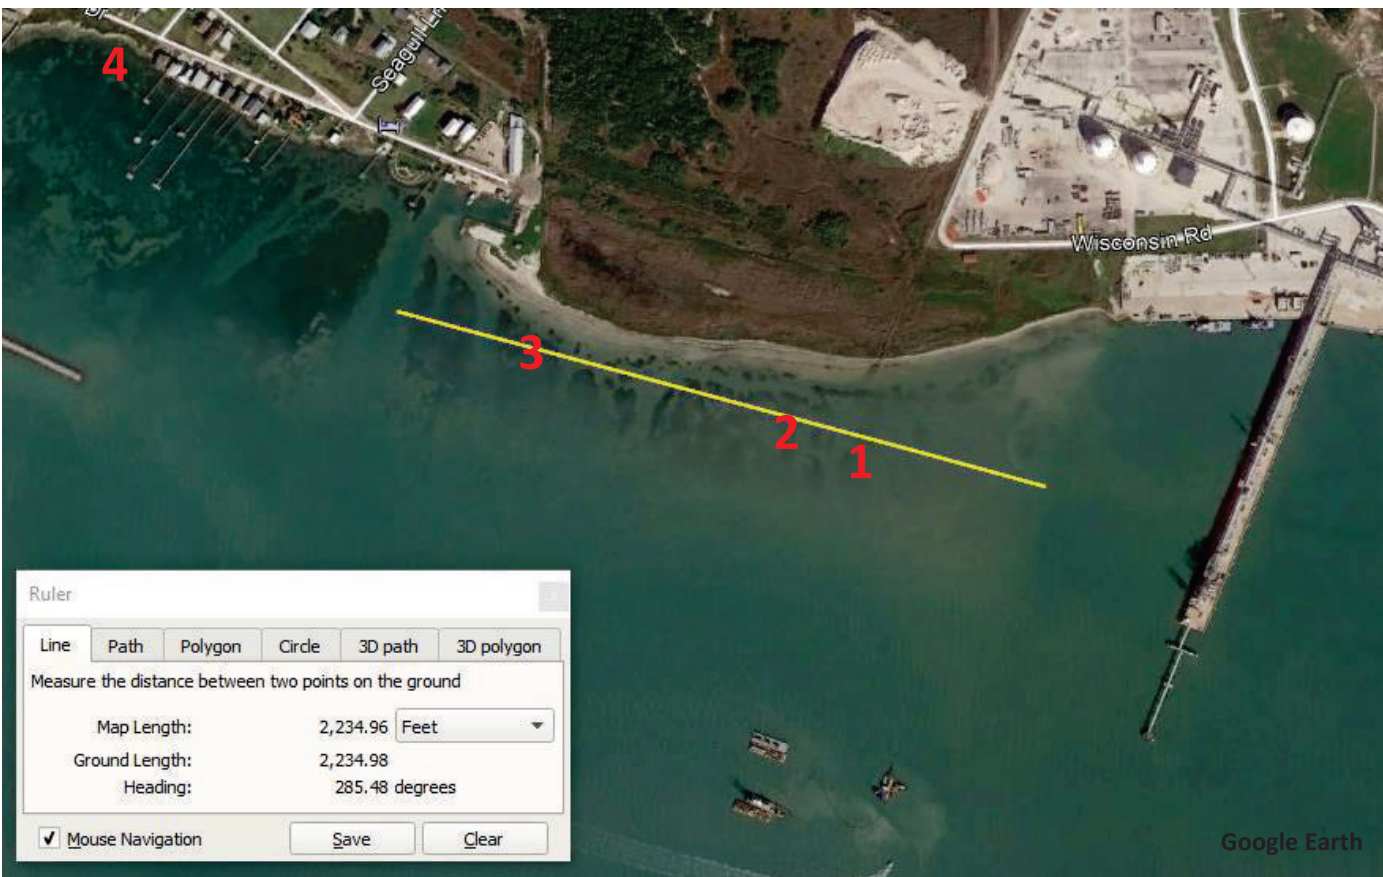 Dr
4
Seagull Ln
Wisconsin Rd
3
2
1
Ruler
Line Path Polygon Circle 3D path 3D polygon
Measure the distance between two points on the ground
Map Length: 2,234.96 Feet
Ground Length: 2,234.98
Heading: 285.48 degrees
Mouse Navigation Save Clear
Google Earth